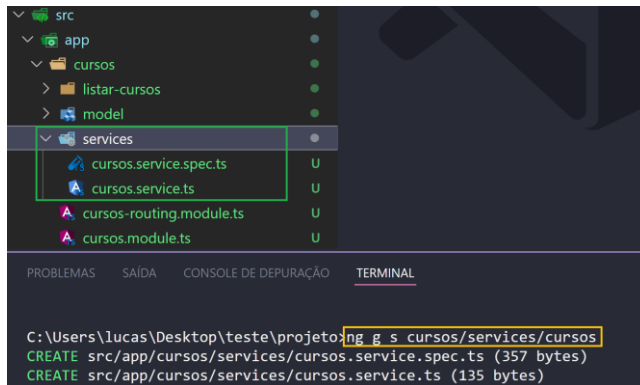 src
app
cursos
listar-cursos
model
services
cursos.service.spec.ts U
cursos.service.ts U
cursos-routing.module.ts U
cursos.module.ts U
PROBLEMAS SAÍDA CONSOLE DE DEPURAÇÃO TERMINAL
C:\Users\lucas\Desktop\teste\projeto>ng g s cursos/services/cursos
CREATE src/app/cursos/services/cursos.service.spec.ts (357 bytes)
CREATE src/app/cursos/services/cursos.service.ts (135 bytes)